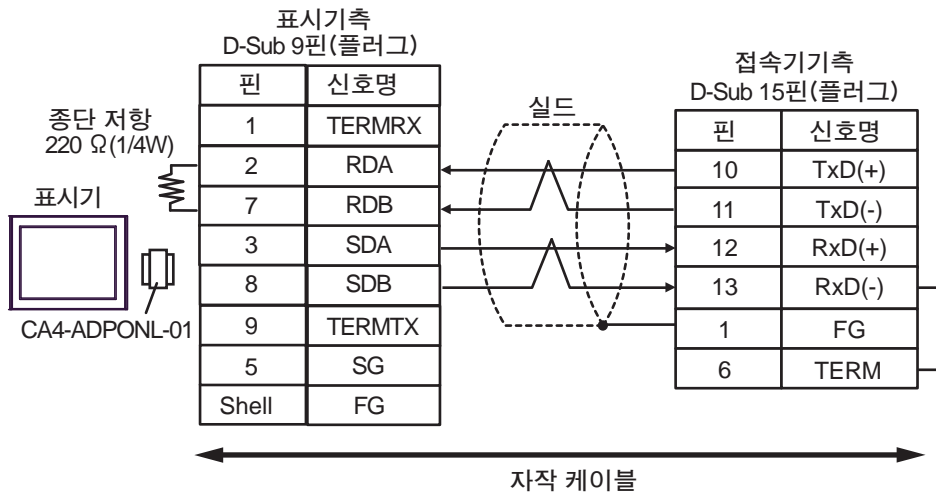 표시기측
D-Sub 9핀(플러그)
핀 신호명
1 TERMRX
2 RDA
7 RDB
3 SDA
8 SDB
9 TERMTX
5 SG
Shell FG
종단 저항
220 Ω(1/4W)
표시기
CA4-ADPONL-01
실드
접속기기측
D-Sub 15핀(플러그)
핀 신호명
10 TxD(+)
11 TxD(-)
12 RxD(+)
13 RxD(-)
1 FG
6 TERM
자작 케이블